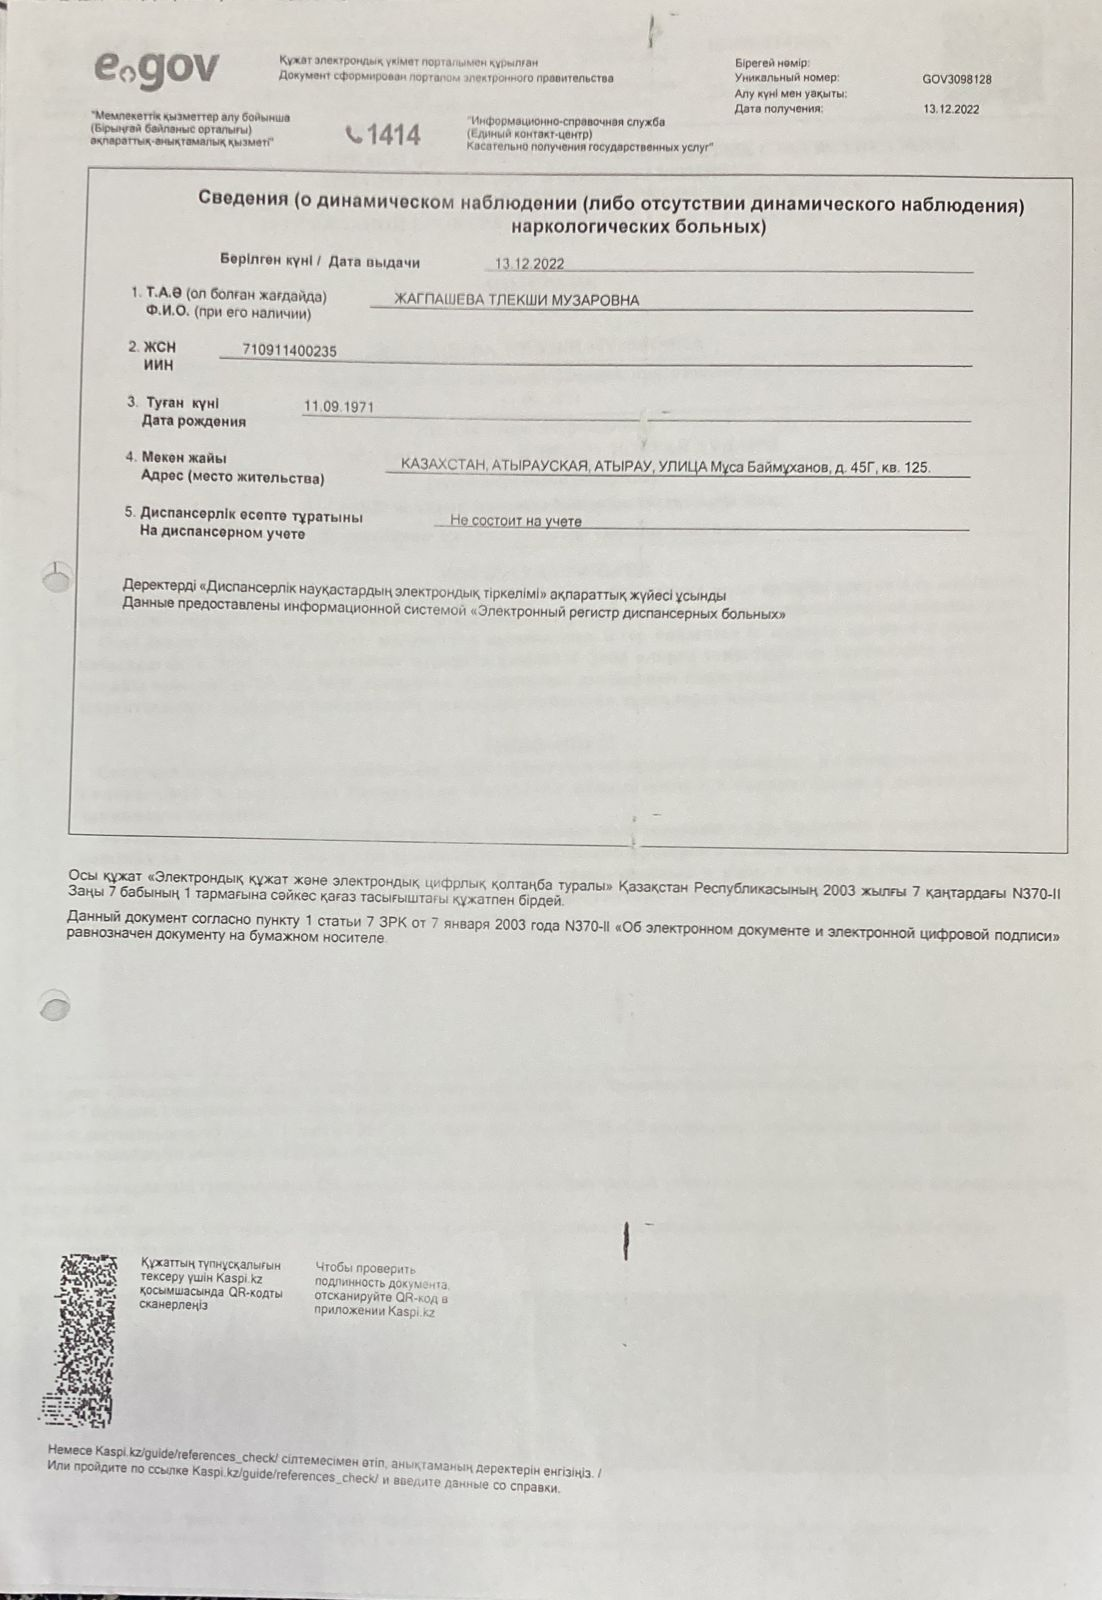 e.gov
Құжат электрондық үкімет порталымен құрылған
Документ сформирован порталом электронного правительства
Бірегей нөмір:
Уникальный номер: GOV3098128
Алу күні мен уақыты:
Дата получения: 13.12.2022
"Мемлекеттік қызметтер алу бойынша
(Бірыңғай байланыс орталығы)
ақпараттық-анықтамалық қызметі"
1414
"Информационно-справочная служба
(Единый контакт-центр)
Касательно получения государственных услуг"
Сведения (о динамическом наблюдении (либо отсутствии динамического наблюдения)
наркологических больных)
Берілген күні / Дата выдачи 13.12.2022
1. Т.А.Ә (ол болған жағдайда) ЖАГПАШЕВА ТЛЕКШИ МУЗАРОВНА
Ф.И.О. (при его наличии)
2. ЖСН 710911400235
ИИН
3. Туған күні 11.09.1971
Дата рождения
4. Мекен жайы КАЗАХСТАН, АТЫРАУСКАЯ, АТЫРАУ, УЛИЦА Мұса Баймұханов, д. 45Г, кв. 125.
Адрес (место жительства)
5. Диспансерлік есепте тұратыны Не состоит на учете
На диспансерном учете
Деректерді «Диспансерлік науқастардың электрондық тіркелімі» ақпараттық жүйесі ұсынды
Данные предоставлены информационной системой «Электронный регистр диспансерных больных»
Осы құжат «Электрондық құжат және электрондық цифрлық қолтаңба туралы» Қазақстан Республикасының 2003 жылғы 7 қаңтардағы N370-II
Заңы 7 бабының 1 тармағына сәйкес қағаз тасығыштағы құжатпен бірдей.
Данный документ согласно пункту 1 статьи 7 ЗРК от 7 января 2003 года N370-II «Об электронном документе и электронной цифровой подписи»
равнозначен документу на бумажном носителе.
Құжаттың түпнұсқалығын
тексеру үшін Kaspi.kz
қосымшасында QR-кодты
сканерлеңіз
Чтобы проверить
подлинность документа,
отсканируйте QR-код в
приложении Kaspi.kz
Немесе Kaspi.kz/guide/references_check/ сілтемесімен өтіп, анықтаманың деректерін енгізіңіз. /
Или пройдите по ссылке Kaspi.kz/guide/references_check/ и введите данные со справки.